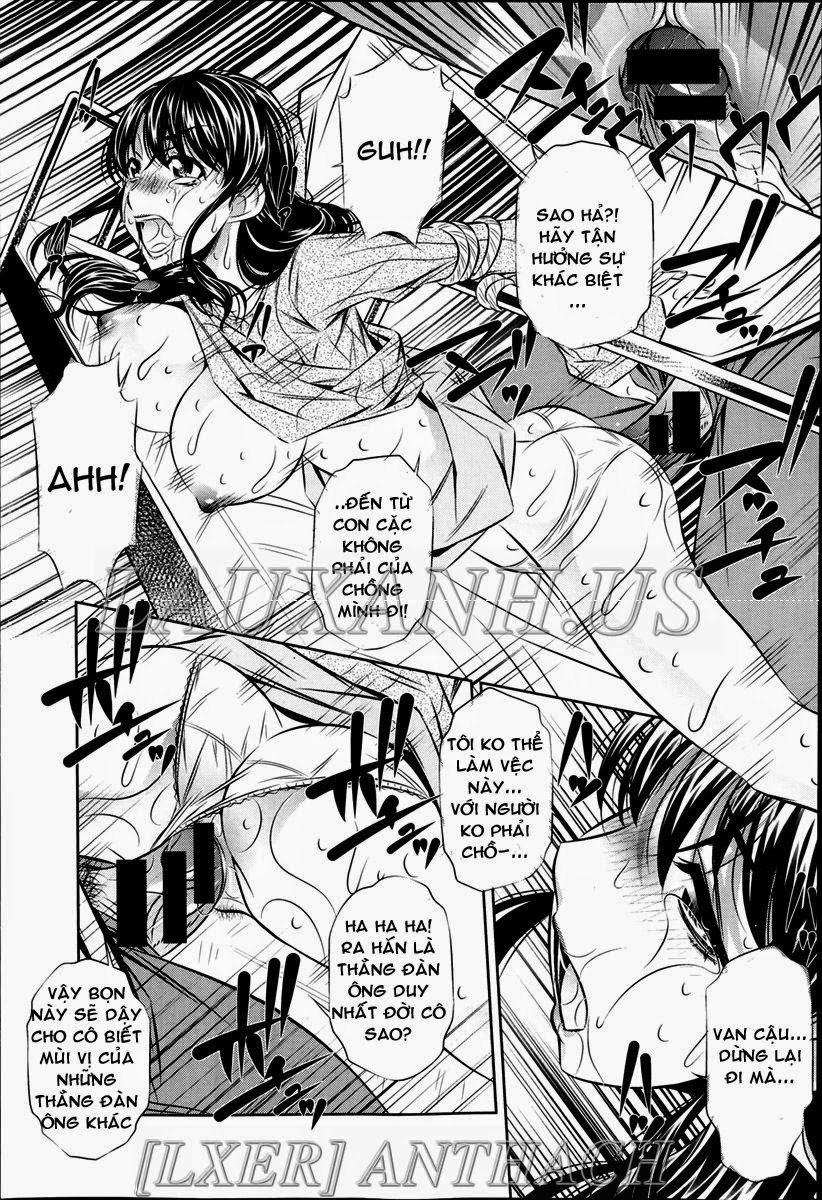 GUH!!
SAO HẢ?!
HÃY TẬN
HƯỞNG SỰ
KHÁC BIỆT
...
AHH!
..ĐẾN TỪ
CON CẶC
KHÔNG
PHẢI CỦA
CHỒNG
MÌNH ĐI!
LAUXANH.US
TÔI KO THỂ
LÀM VỆC
NÀY...
VỚI NGƯỜI
KO PHẢI
CHỒ-...
VAN CẬU...
DỪNG LẠI
ĐI MÀ...
HA HA HA!
RA HẮN LÀ
THẰNG ĐÀN
ÔNG DUY
NHẤT ĐỜI CÔ
SAO?
VẬY BỌN
NÀY SẼ DẬY
CHO CÔ BIẾT
MÙI VỊ CỦA
NHỮNG
THẰNG ĐÀN
ÔNG KHÁC
[LXER] ANTHACH